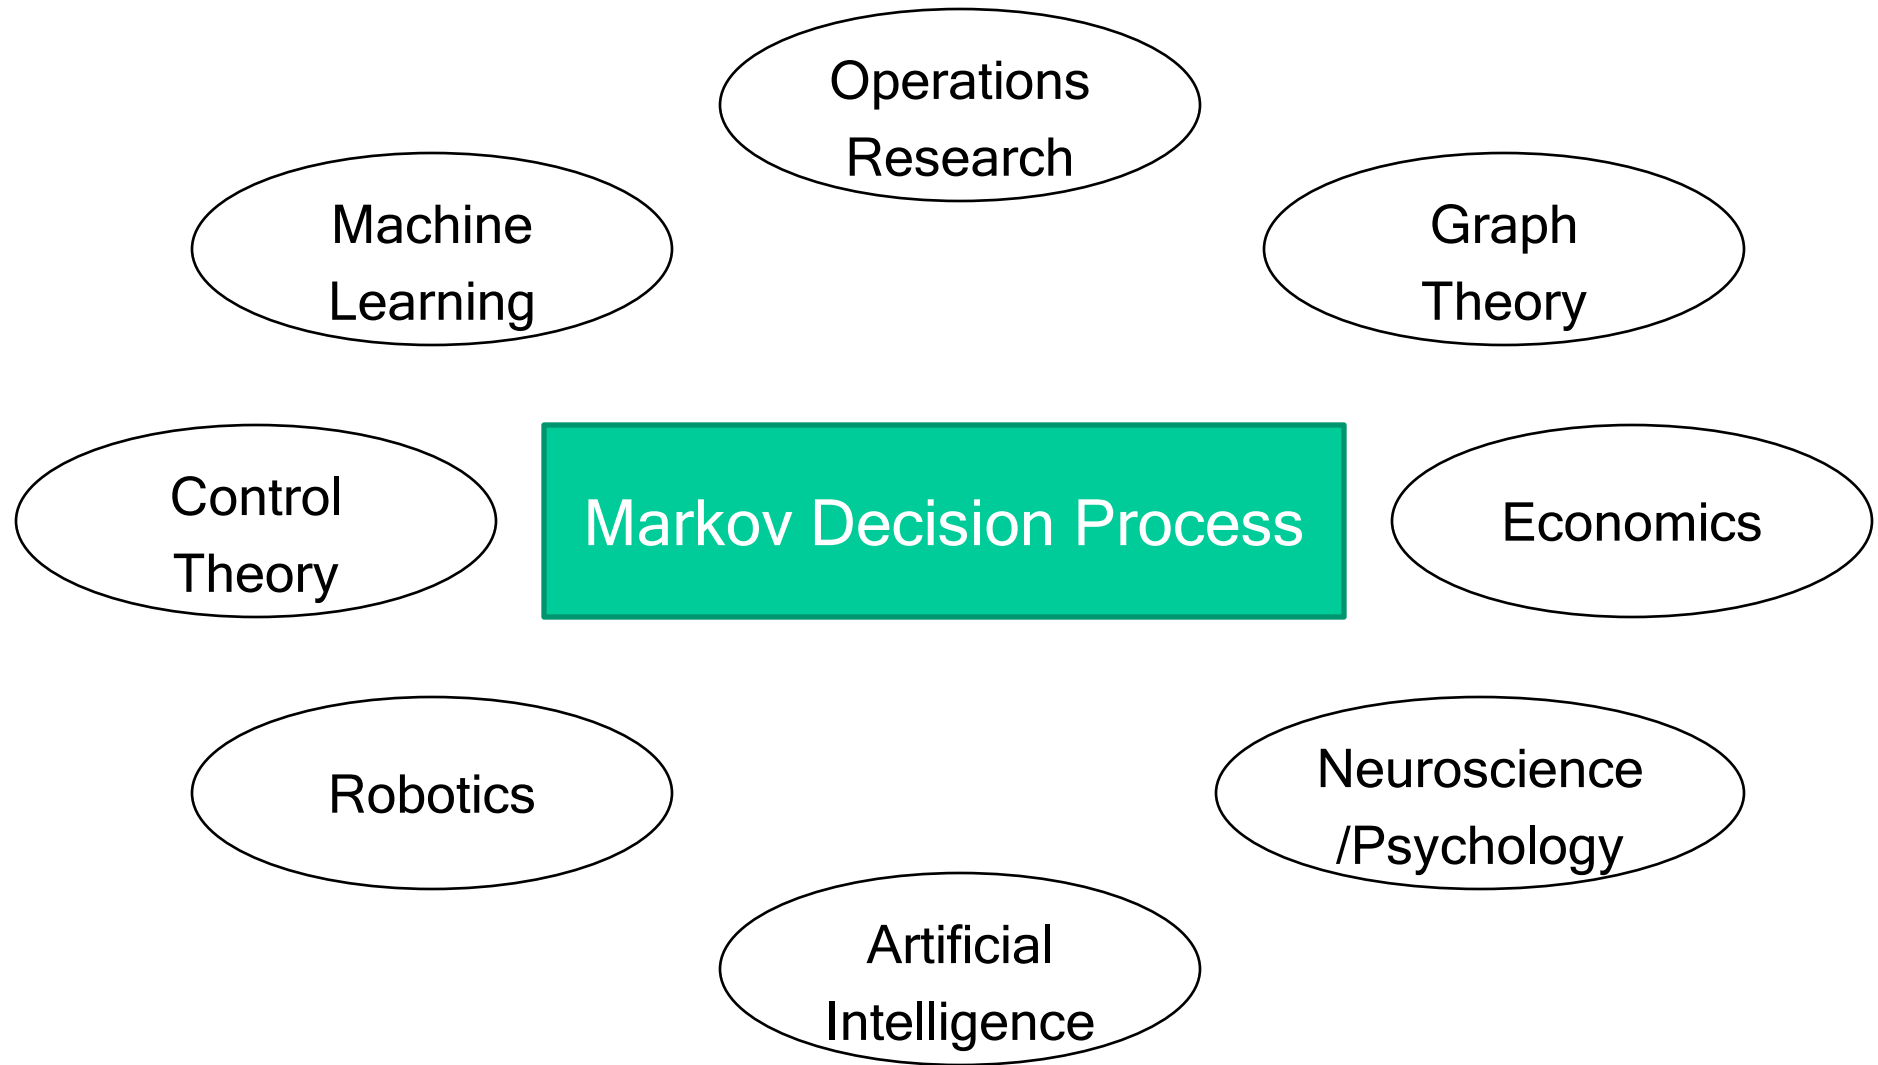 Operations
Research
Machine
Learning
Graph
Theory
Control
Theory
Markov Decision Process
Economics
Robotics
Neuroscience
/Psychology
Artificial
Intelligence